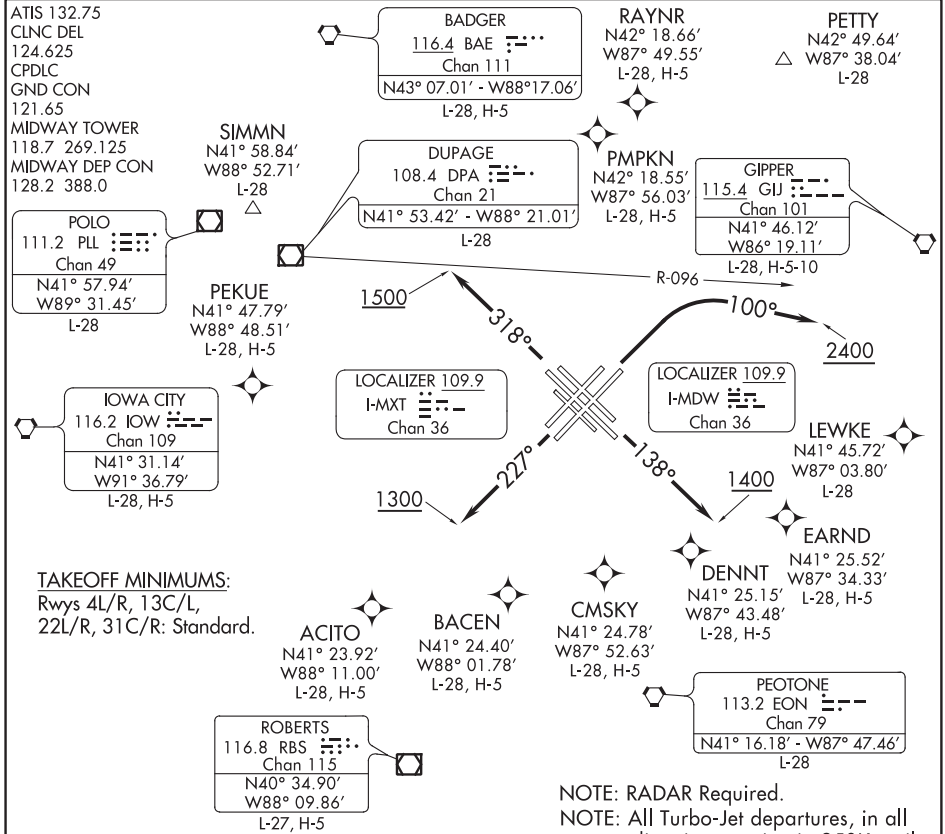 ATIS 132.75
CLNC DEL
124.625
CPDLC
GND CON
121.65
MIDWAY TOWER
118.7 269.125
MIDWAY DEP CON
128.2 388.0
BADGER
116.4 BAE
Chan 111
N43° 07.01' - W88°17.06'
L-28, H-5
RAYNR
N42° 18.66'
W87° 49.55'
L-28, H-5
PETTY
N42° 49.64'
W87° 38.04'
L-28
SIMMN
N41° 58.84'
W88° 52.71'
L-28
DUPAGE
108.4 DPA
Chan 21
N41° 53.42' - W88° 21.01'
L-28
PMPKN
N42° 18.55'
W87° 56.03'
L-28, H-5
GIPPER
115.4 GIJ
Chan 101
N41° 46.12'
W86° 19.11'
L-28, H-5-10
POLO
111.2 PLL
Chan 49
N41° 57.94'
W89° 31.45'
L-28
PEKUE
N41° 47.79'
W88° 48.51'
L-28, H-5
R-096
1500
318°
100°
2400
LOCALIZER 109.9
I-MXT
Chan 36
LOCALIZER 109.9
I-MDW
Chan 36
IOWA CITY
116.2 IOW
Chan 109
N41° 31.14'
W91° 36.79'
L-28, H-5
LEWKE
N41° 45.72'
W87° 03.80'
L-28
227°
138°
1300
1400
EARND
N41° 25.52'
W87° 34.33'
L-28, H-5
DENNT
N41° 25.15'
W87° 43.48'
L-28, H-5
TAKEOFF MINIMUMS:
Rwys 4L/R, 13C/L,
22L/R, 31C/R: Standard.
ACITO
N41° 23.92'
W88° 11.00'
L-28, H-5
BACEN
N41° 24.40'
W88° 01.78'
L-28, H-5
CMSKY
N41° 24.78'
W87° 52.63'
L-28, H-5
PEOTONE
113.2 EON
Chan 79
N41° 16.18' - W87° 47.46'
L-28
ROBERTS
116.8 RBS
Chan 115
N40° 34.90'
W88° 09.86'
L-27, H-5
NOTE: RADAR Required.
NOTE: All Turbo-Jet departures, in all